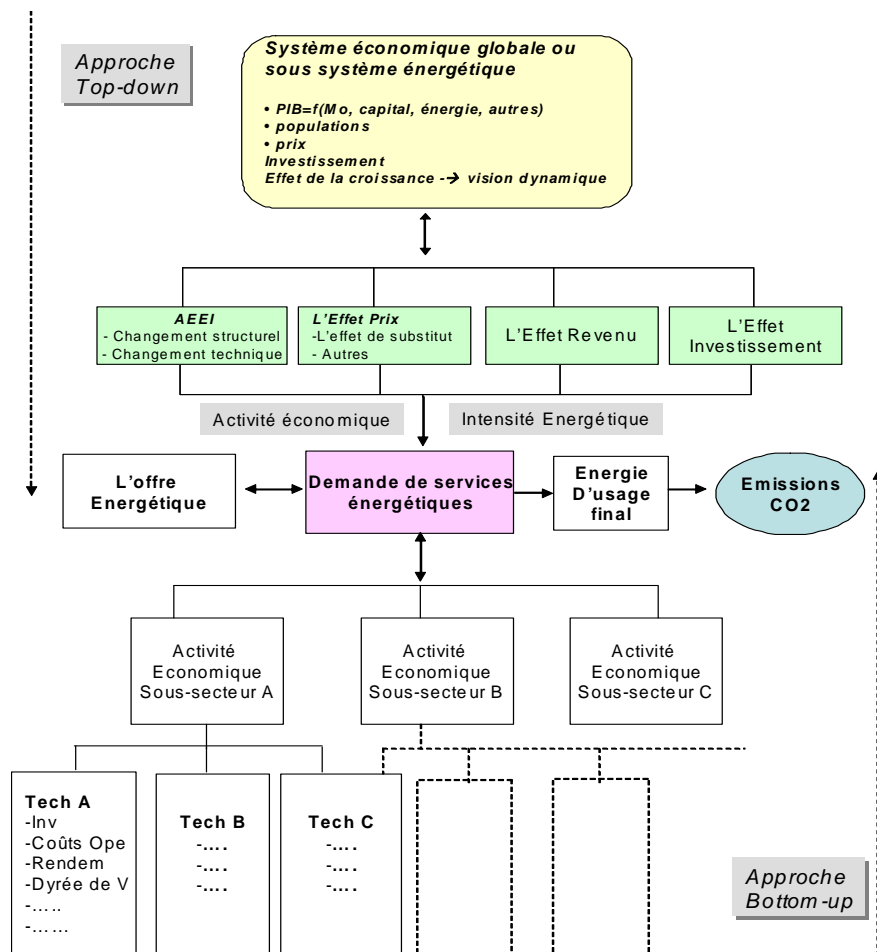 Approche
Top-down
Système économique globale ou
sous système énergétique
• PIB=f(Mo, capital, énergie, autres)
• populations
• prix
Investissement
Effet de la croissance -→ vision dynamique
AEEI
- Changement structurel
- Changement technique
L'Effet Prix
-L'effet de substitut
- Autres
L'Effet Revenu
L'Effet
Investissement
Activité économique
Intensité Energétique
L'offre
Energétique
Demande de services
énergétiques
Energie
D'usage
final
Emissions
CO2
Activité
Economique
Sous-secteur A
Activité
Economique
Sous-secteur B
Activité
Economique
Sous-secteur C
Tech A
-Inv
-Coûts Ope
-Rendem
-Dyrée de V
-.....
-......
Tech B
-....
-....
-....
Tech C
-....
-....
-....
Approche
Bottom-up